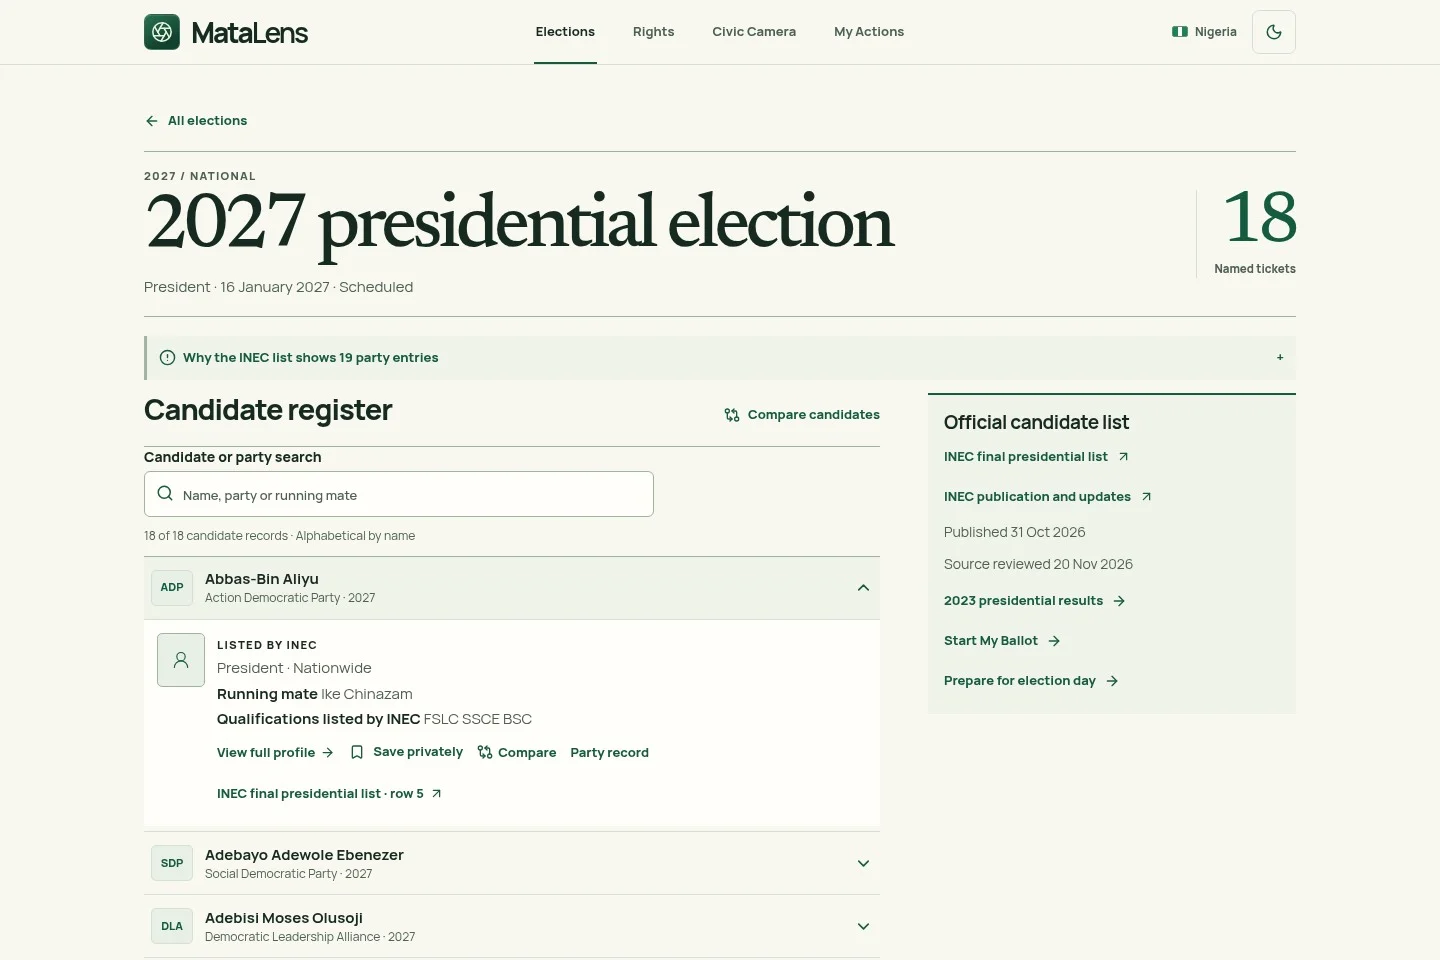 MataLens
Elections
Rights
Civic Camera
My Actions
Nigeria
All elections
2027 / NATIONAL
2027 presidential election
President · 16 January 2027 · Scheduled
18
Named tickets
Why the INEC list shows 19 party entries
+
Candidate register
Compare candidates
Candidate or party search
Name, party or running mate
18 of 18 candidate records · Alphabetical by name
ADP
Abbas-Bin Aliyu
Action Democratic Party · 2027
LISTED BY INEC
President · Nationwide
Running mate Ike Chinazam
Qualifications listed by INEC FSLC SSCE BSC
View full profile
Save privately
Compare
Party record
INEC final presidential list · row 5
SDP
Adebayo Adewole Ebenezer
Social Democratic Party · 2027
DLA
Adebisi Moses Olusoji
Democratic Leadership Alliance · 2027
Official candidate list
INEC final presidential list
INEC publication and updates
Published 31 Oct 2026
Source reviewed 20 Nov 2026
2023 presidential results
Start My Ballot
Prepare for election day